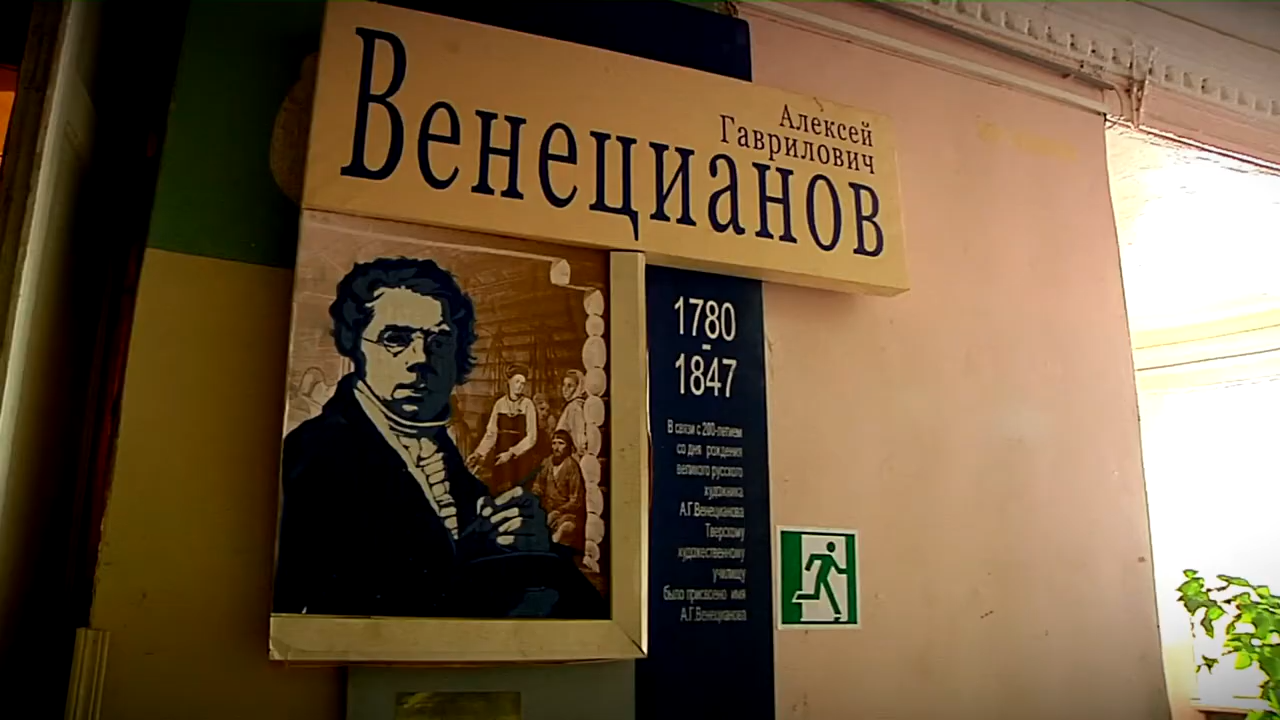 Алексей
Гаврилович
Венецианов
1780
-
1847
В связи с 200-летием
со дня рождения
великого русского
художника
А.Г.Венецианова
Тверскому
художественному
училищу
было присвоено имя
А.Г.Венецианова